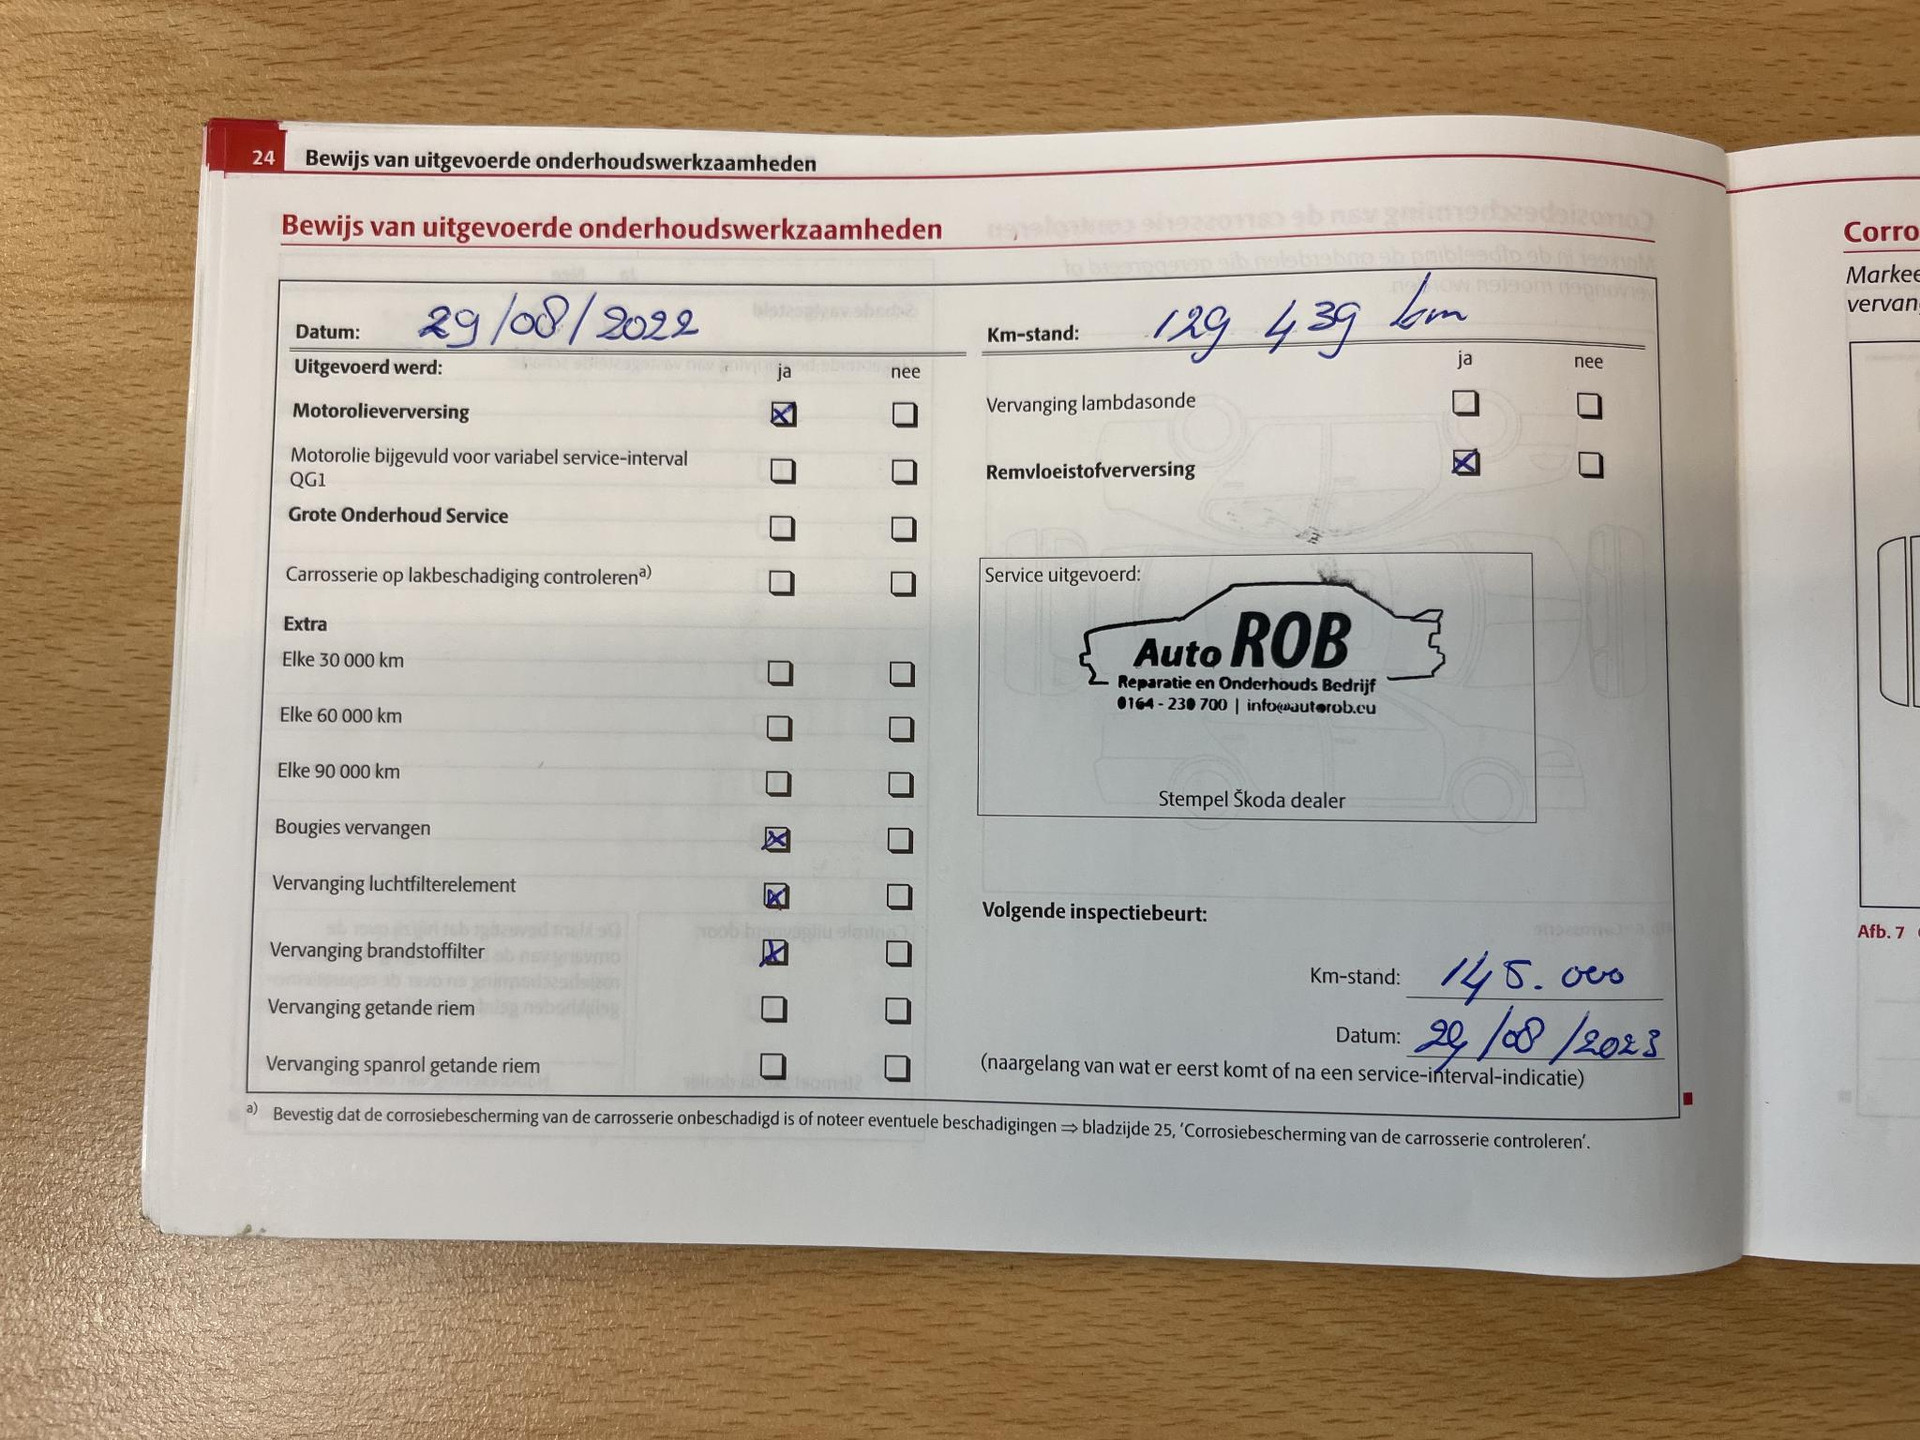 24 Bewijs van uitgevoerde onderhoudswerkzaamheden
Bewijs van uitgevoerde onderhoudswerkzaamheden
Datum: 29/08/2022
Uitgevoerd werd: ja nee
Motorolieverversing
Motorolie bijgevuld voor variabel service-interval
QG1
Grote Onderhoud Service
Carrosserie op lakbeschadiging controlerenᵃ⁾
Extra
Elke 30 000 km
Elke 60 000 km
Elke 90 000 km
Bougies vervangen
Vervanging luchtfilterelement
Vervanging brandstoffilter
Vervanging getande riem
Vervanging spanrol getande riem
Km-stand: 129 439 km
ja nee
Vervanging lambdasonde
Remvloeistofverversing
Service uitgevoerd:
Auto ROB
Reparatie en Onderhouds Bedrijf
0164 - 230 700 | info@autorob.eu
Stempel Škoda dealer
Volgende inspectiebeurt:
Km-stand: 145.000
Datum: 29/08/2023
(naargelang van wat er eerst komt of na een service-interval-indicatie)
a) Bevestig dat de corrosiebescherming van de carrosserie onbeschadigd is of noteer eventuele beschadigingen ⇒ bladzijde 25, ‘Corrosiebescherming van de carrosserie controleren’.
Corro
Markee
vervan
Afb. 7